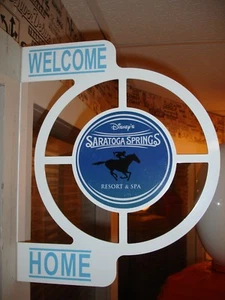 WELCOME
Disney's
SARATOGA SPRINGS
RESORT & SPA
HOME